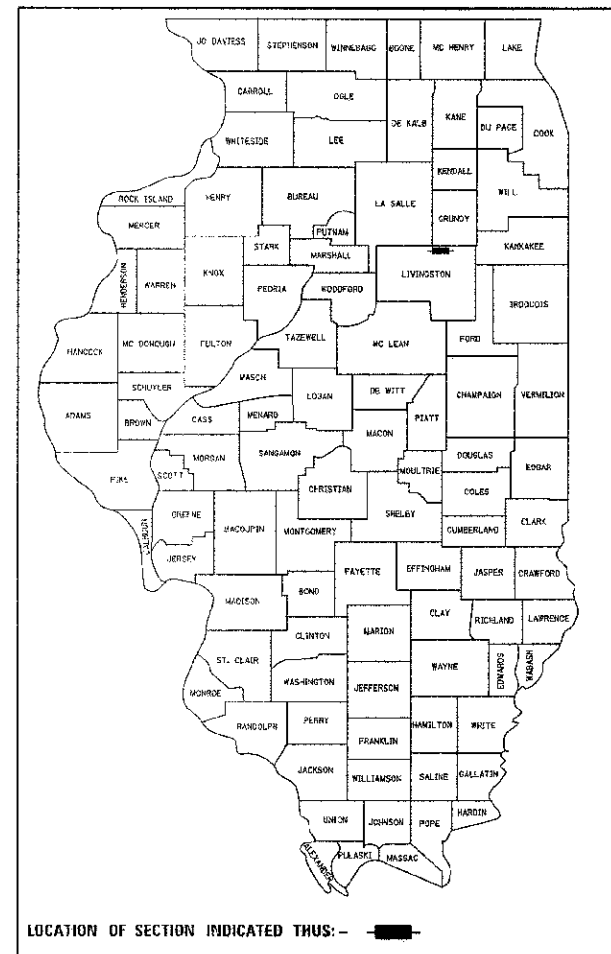 JO DAVIESS STEPHENSON WINNEBAGO BOONE MC HENRY LAKE
CARROLL OGLE DE KALB KANE DU PAGE COOK
WHITESIDE LEE
KENDALL
ROCK ISLAND HENRY BUREAU LA SALLE WILL
GRUNDY
MERCER PUTNAM
STARK MARSHALL KANKAKEE
HENDERSON WARREN KNOX LIVINGSTON
PEORIA WOODFORD IROQUOIS
FULTON TAZEWELL MC LEAN FORD
HANCOCK MC DONOUGH
MASON
SCHUYLER LOGAN DE WITT CHAMPAIGN VERMILION
ADAMS BROWN CASS MENARD PIATT
MACON
MORGAN SANGAMON DOUGLAS
SCOTT MOULTRIE EDGAR
PIKE CHRISTIAN COLES
GREENE SHELBY
CALHOUN MACOUPIN MONTGOMERY CUMBERLAND CLARK
JERSEY
FAYETTE EFFINGHAM JASPER CRAWFORD
MADISON BOND
CLAY RICHLAND LAWRENCE
CLINTON MARION
ST. CLAIR WAYNE EDWARDS WABASH
MONROE WASHINGTON JEFFERSON
RANDOLPH PERRY HAMILTON WHITE
FRANKLIN
JACKSON WILLIAMSON SALINE GALLATIN
UNION JOHNSON POPE HARDIN
ALEXANDER PULASKI MASSAC
LOCATION OF SECTION INDICATED THUS:-